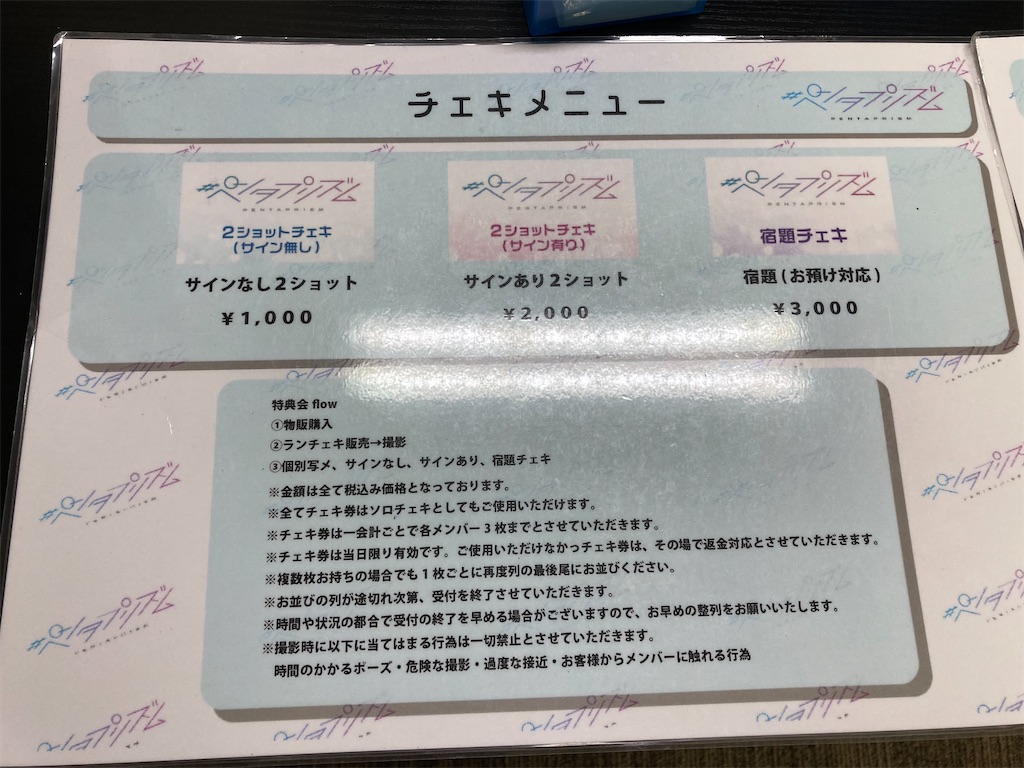 チェキメニュー
#ペンタプリズム
PENTAPRISM
#ペンタプリズム
PENTAPRISM
2ショットチェキ
(サイン無し)
サインなし2ショット
¥1,000
#ペンタプリズム
PENTAPRISM
2ショットチェキ
(サイン有り)
サインあり2ショット
¥2,000
#ペンタプリズム
PENTAPRISM
宿題チェキ
宿題(お預け対応)
¥3,000
特典会 flow
①物販購入
②ランチェキ販売→撮影
③個別写メ、サインなし、サインあり、宿題チェキ
※金額は全て税込み価格となっております。
※全てチェキ券はソロチェキとしてもご使用いただけます。
※チェキ券は一会計ごとで各メンバー3枚までとさせていただきます。
※チェキ券は当日限り有効です。ご使用いただけなかっチェキ券は、その場で返金対応とさせていただきます。
※複数枚お持ちの場合でも1枚ごとに再度列の最後尾にお並びください。
※お並びの列が途切れ次第、受付を終了させていただきます。
※時間や状況の都合で受付の終了を早める場合がございますので、お早めの整列をお願いいたします。
※撮影時に以下に当てはまる行為は一切禁止とさせていただきます。
時間のかかるポーズ・危険な撮影・過度な接近・お客様からメンバーに触れる行為